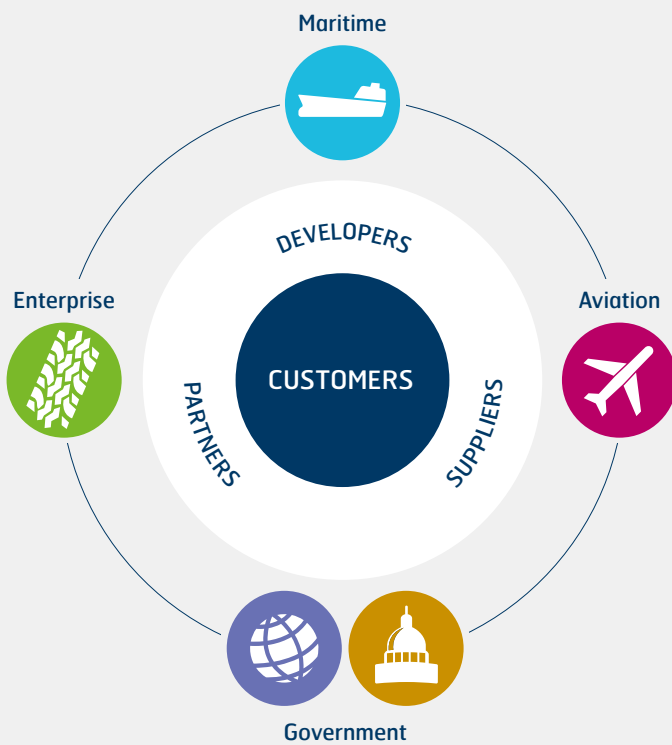 Maritime
DEVELOPERS
Enterprise
Aviation
CUSTOMERS
PARTNERS
SUPPLIERS
Government